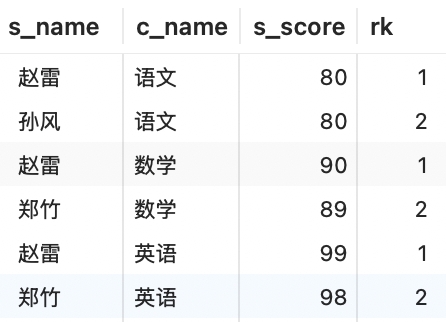 s_name c_name s_score rk
赵雷 语文 80 1
孙风 语文 80 2
赵雷 数学 90 1
郑竹 数学 89 2
赵雷 英语 99 1
郑竹 英语 98 2